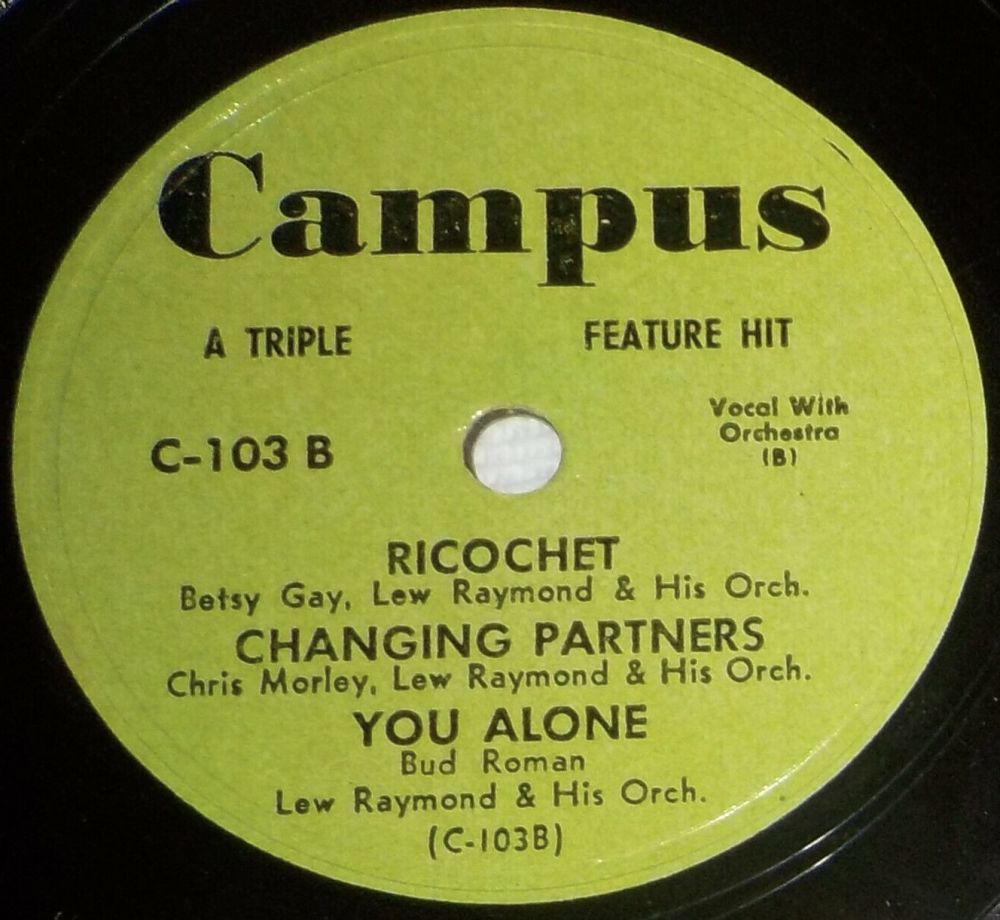 Campus
A TRIPLE FEATURE HIT
C-103 B
Vocal With
Orchestra
(B)
RICOCHET
Betsy Gay, Lew Raymond & His Orch.
CHANGING PARTNERS
Chris Morley, Lew Raymond & His Orch.
YOU ALONE
Bud Roman
Lew Raymond & His Orch.
(C-103B)